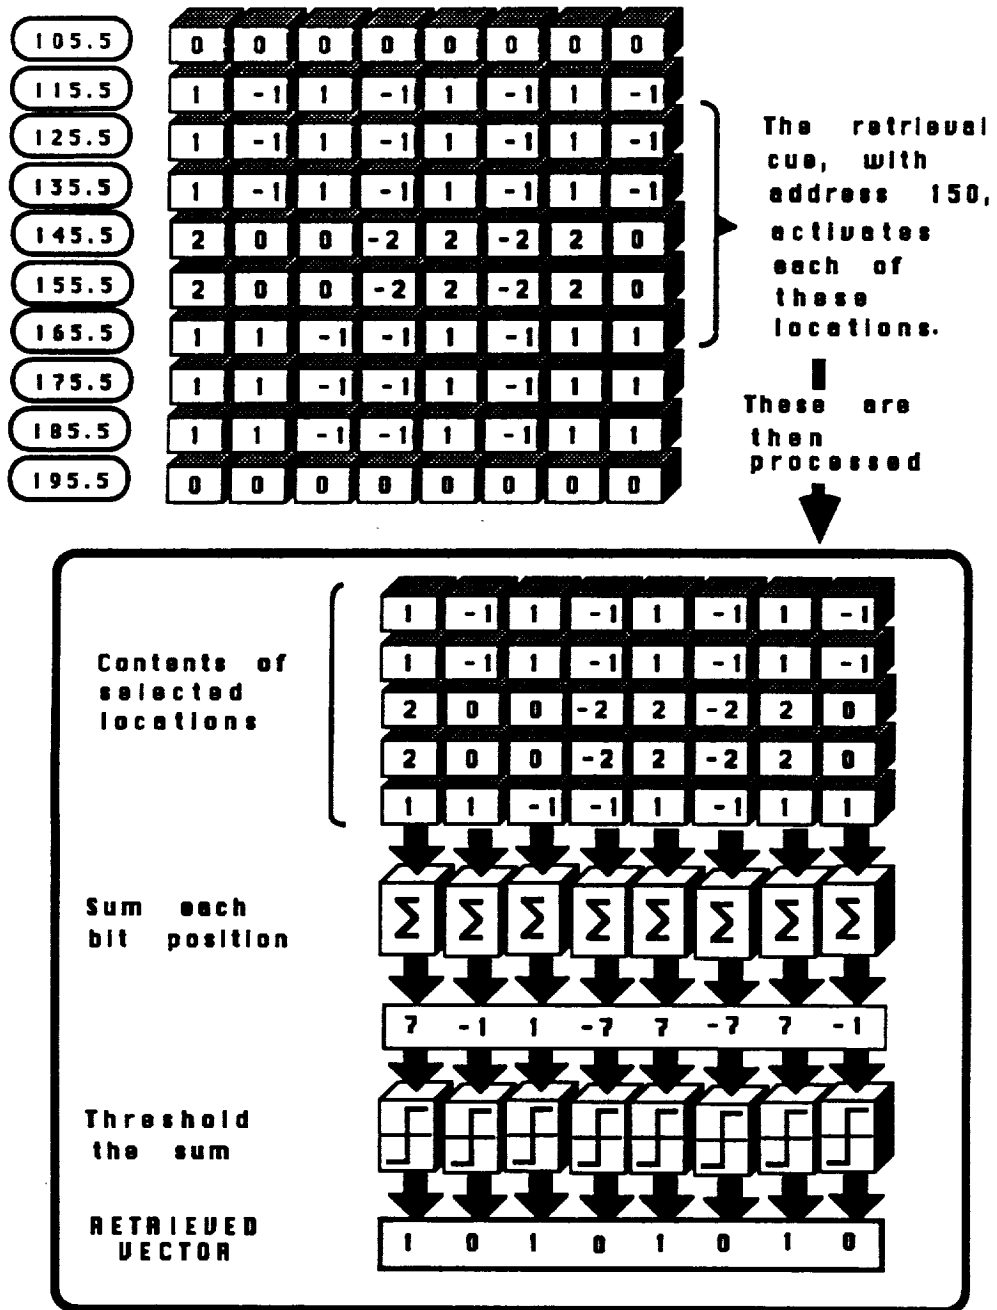 105.5 0 0 0 0 0 0 0 0
115.5 1 -1 1 -1 1 -1 1 -1
125.5 1 -1 1 -1 1 -1 1 -1
135.5 1 -1 1 -1 1 -1 1 -1
145.5 2 0 0 -2 2 -2 2 0
155.5 2 0 0 -2 2 -2 2 0
165.5 1 1 -1 -1 1 -1 1 1
175.5 1 1 -1 -1 1 -1 1 1
185.5 1 1 -1 -1 1 -1 1 1
195.5 0 0 0 0 0 0 0 0
The retrieval
cue, with
address 150,
activates
each of
these
locations.
These are
then
processed
Contents of
selected
locations
1 -1 1 -1 1 -1 1 -1
1 -1 1 -1 1 -1 1 -1
2 0 0 -2 2 -2 2 0
2 0 0 -2 2 -2 2 0
1 1 -1 -1 1 -1 1 1
Sum each
bit position
Σ Σ Σ Σ Σ Σ Σ Σ
7 -1 1 -7 7 -7 7 -1
Threshold
the sum
RETRIEVED
VECTOR
1 0 1 0 1 0 1 0